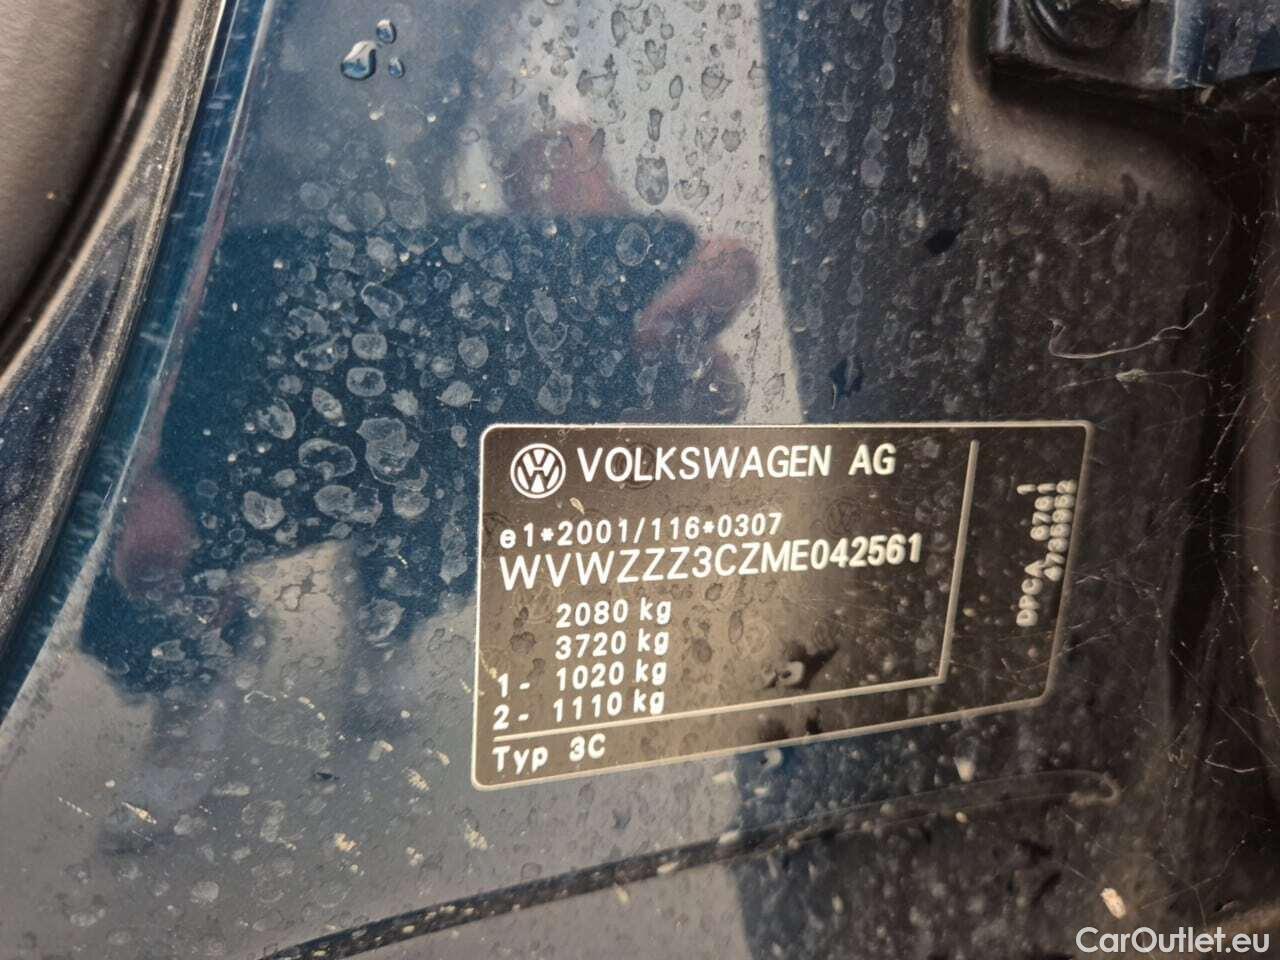 VOLKSWAGEN AG
e1*2001/116*0307
WVWZZZ3CZME042561
2080 kg
3720 kg
1- 1020 kg
2- 1110 kg
Typ 3C
DPCA 6761 1
CarOutlet.eu